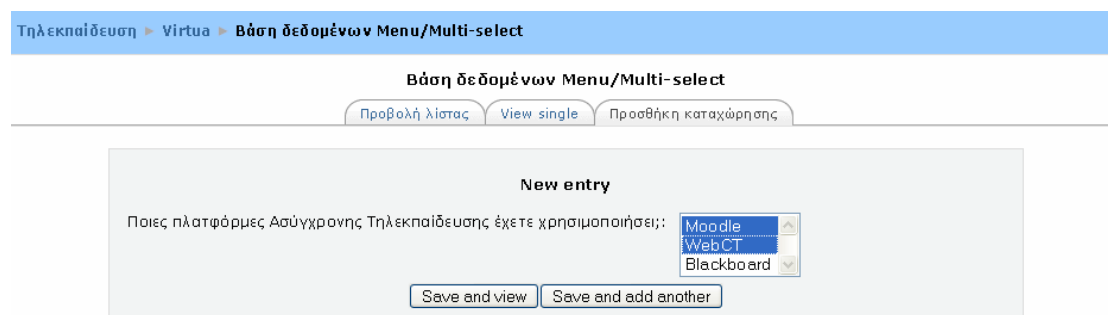 Τηλεκπαίδευση ► Virtua ► Βάση δεδομένων Menu/Multi-select
Βάση δεδομένων Menu/Multi-select
Προβολή λίστας View single Προσθήκη καταχώρησης
New entry
Ποιες πλατφόρμες Ασύγχρονης Τηλεκπαίδευσης έχετε χρησιμοποιήσει;: Moodle
WebCT
Blackboard
Save and view Save and add another